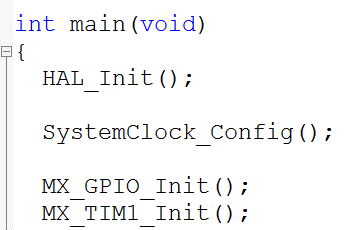 int main(void)
{
HAL_Init();
SystemClock_Config();
MX_GPIO_Init();
MX_TIM1_Init();